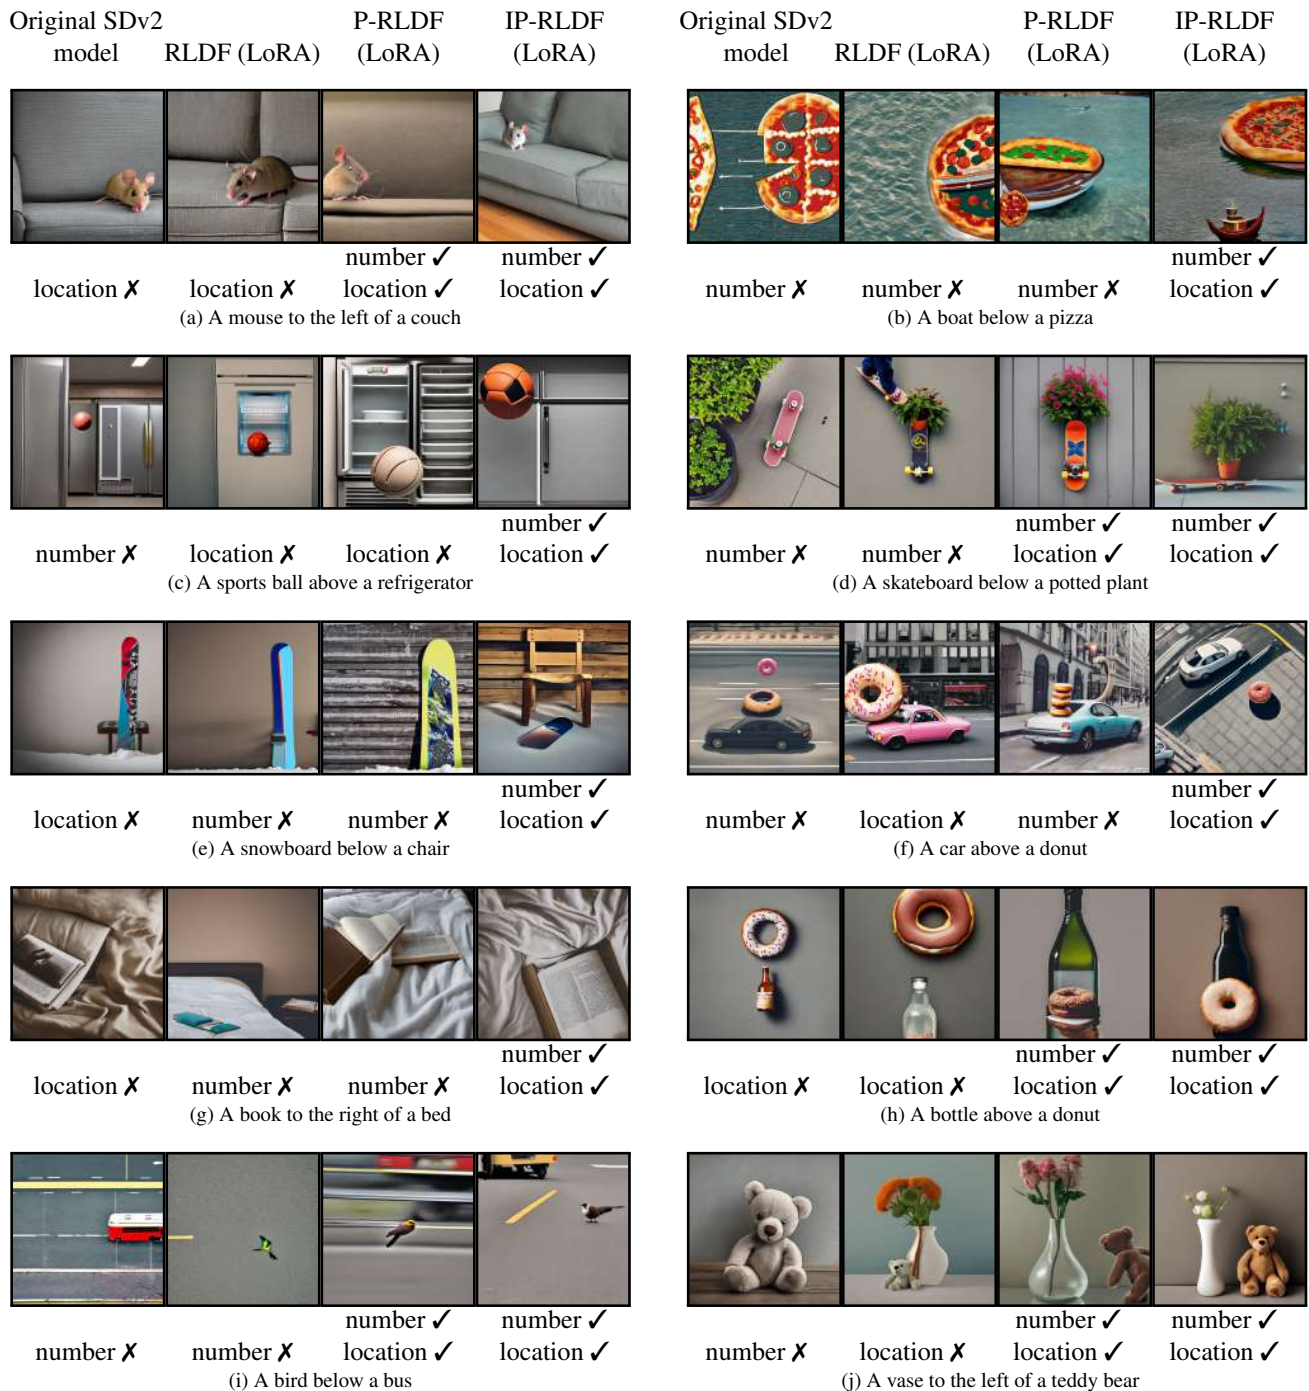 Original SDv2 model RLDF (LoRA) P-RLDF (LoRA) IP-RLDF (LoRA)
Original SDv2 model RLDF (LoRA) P-RLDF (LoRA) IP-RLDF (LoRA)
number ✓ number ✓
location ✗ location ✗ location ✓ location ✓
(a) A mouse to the left of a couch
number ✓
number ✗ number ✗ number ✗ location ✓
(b) A boat below a pizza
number ✓
number ✗ location ✗ location ✗ location ✓
(c) A sports ball above a refrigerator
number ✓ number ✓
number ✗ number ✗ location ✓ location ✓
(d) A skateboard below a potted plant
number ✓
location ✗ number ✗ number ✗ location ✓
(e) A snowboard below a chair
number ✓
number ✗ location ✗ number ✗ location ✓
(f) A car above a donut
number ✓
location ✗ number ✗ number ✗ location ✓
(g) A book to the right of a bed
number ✓ number ✓
location ✗ location ✗ location ✓ location ✓
(h) A bottle above a donut
number ✓ number ✓
number ✗ number ✗ location ✓ location ✓
(i) A bird below a bus
number ✓ number ✓
number ✗ location ✗ location ✓ location ✓
(j) A vase to the left of a teddy bear